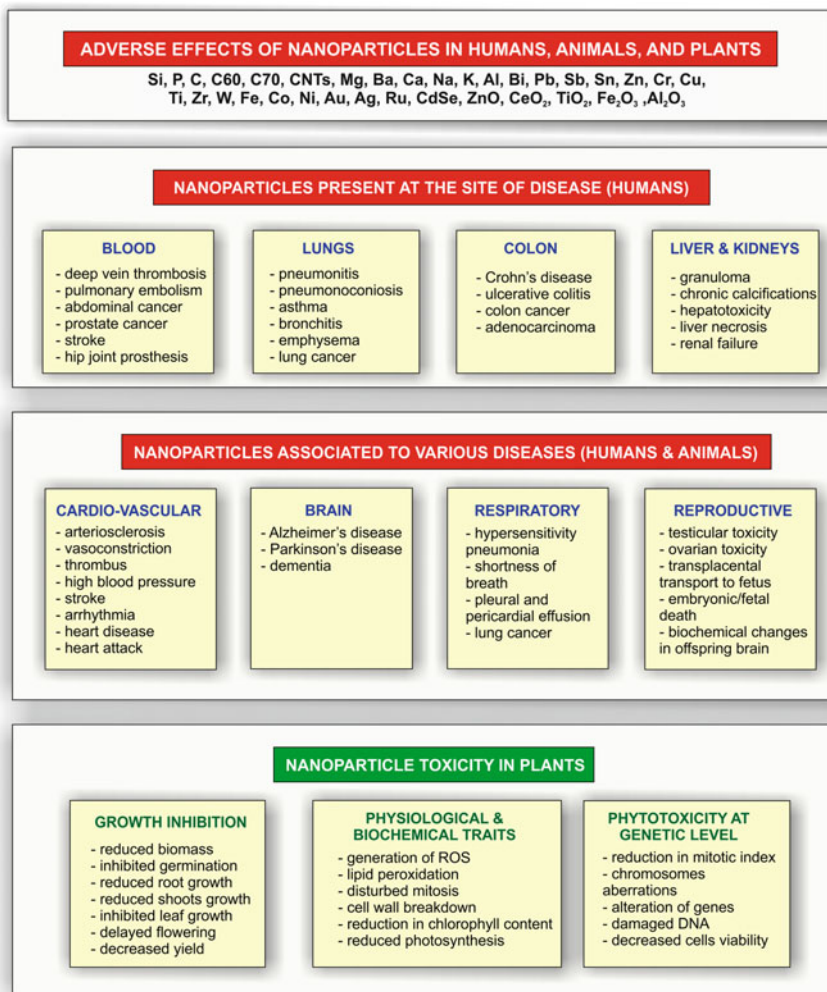 ADVERSE EFFECTS OF NANOPARTICLES IN HUMANS, ANIMALS, AND PLANTS
Si, P, C, C60, C70, CNTs, Mg, Ba, Ca, Na, K, Al, Bi, Pb, Sb, Sn, Zn, Cr, Cu,
Ti, Zr, W, Fe, Co, Ni, Au, Ag, Ru, CdSe, ZnO, CeO₂, TiO₂, Fe₂O₃ ,Al₂O₃
NANOPARTICLES PRESENT AT THE SITE OF DISEASE (HUMANS)
BLOOD
- deep vein thrombosis
- pulmonary embolism
- abdominal cancer
- prostate cancer
- stroke
- hip joint prosthesis
LUNGS
- pneumonitis
- pneumonoconiosis
- asthma
- bronchitis
- emphysema
- lung cancer
COLON
- Crohn's disease
- ulcerative colitis
- colon cancer
- adenocarcinoma
LIVER & KIDNEYS
- granuloma
- chronic calcifications
- hepatotoxicity
- liver necrosis
- renal failure
NANOPARTICLES ASSOCIATED TO VARIOUS DISEASES (HUMANS & ANIMALS)
CARDIO-VASCULAR
- arteriosclerosis
- vasoconstriction
- thrombus
- high blood pressure
- stroke
- arrhythmia
- heart disease
- heart attack
BRAIN
- Alzheimer's disease
- Parkinson's disease
- dementia
RESPIRATORY
- hypersensitivity
pneumonia
- shortness of
breath
- pleural and
pericardial effusion
- lung cancer
REPRODUCTIVE
- testicular toxicity
- ovarian toxicity
- transplacental
transport to fetus
- embryonic/fetal
death
- biochemical changes
in offspring brain
NANOPARTICLE TOXICITY IN PLANTS
GROWTH INHIBITION
- reduced biomass
- inhibited germination
- reduced root growth
- reduced shoots growth
- inhibited leaf growth
- delayed flowering
- decreased yield
PHYSIOLOGICAL &
BIOCHEMICAL TRAITS
- generation of ROS
- lipid peroxidation
- disturbed mitosis
- cell wall breakdown
- reduction in chlorophyll content
- reduced photosynthesis
PHYTOTOXICITY AT
GENETIC LEVEL
- reduction in mitotic index
- chromosomes
aberrations
- alteration of genes
- damaged DNA
- decreased cells viability